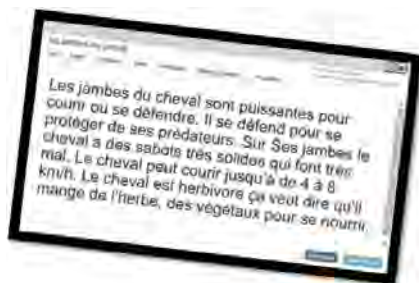 Les jambes du cheval sont puissantes pour
courir ou se défendre. Il se défend pour se
protéger de ses prédateurs. Sur Ses jambes le
cheval a des sabots très solides qui font très
mal. Le cheval peut courir jusqu'à de 4 à 8
km/h. Le cheval est herbivore ça veut dire qu'il
mange de l'herbe, des végétaux pour se nourrir.